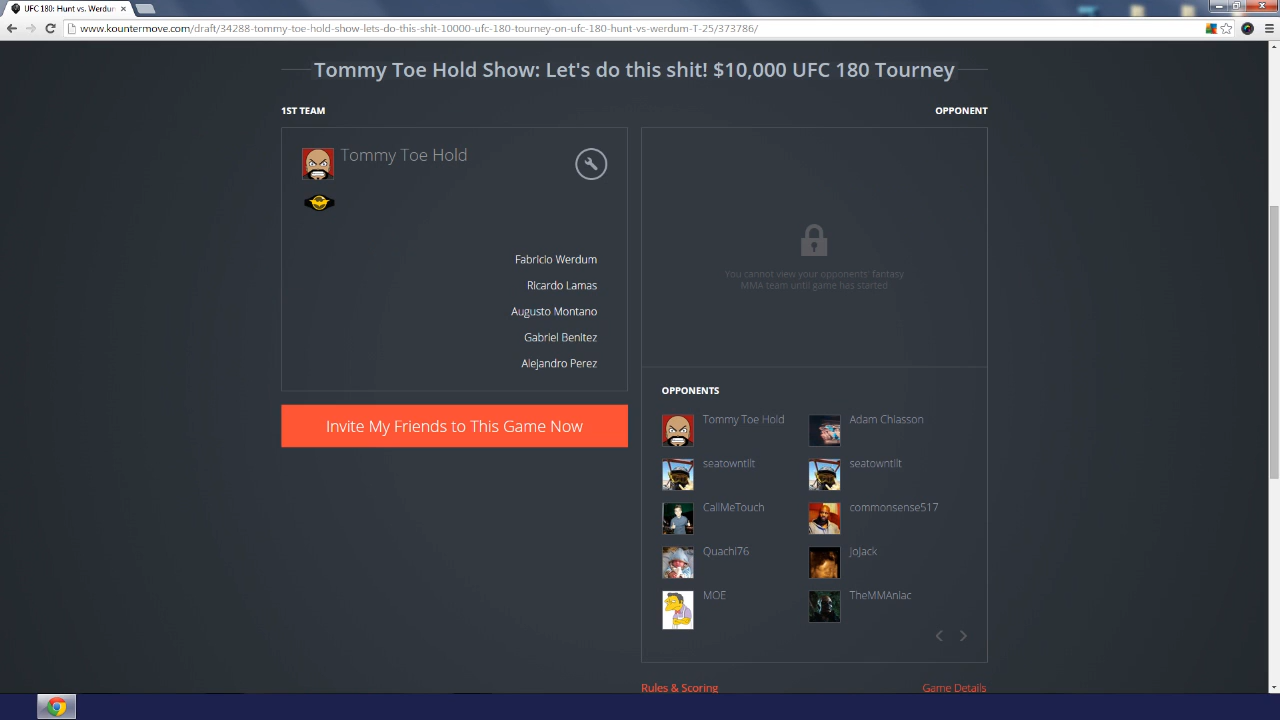 UFC 180: Hunt vs. Werdum
www.kountermove.com/draft/34288-tommy-toe-hold-show-lets-do-this-shit-10000-ufc-180-tourney-on-ufc-180-hunt-vs-werdum-T-25/373786/
Tommy Toe Hold Show: Let's do this shit! $10,000 UFC 180 Tourney
1ST TEAM
OPPONENT
Tommy Toe Hold
Fabricio Werdum
Ricardo Lamas
Augusto Montano
Gabriel Benitez
Alejandro Perez
Invite My Friends to This Game Now
You cannot view your opponents' fantasy
MMA team until game has started
OPPONENTS
Tommy Toe Hold
Adam Chiasson
seatowntilt
seatowntilt
CallMeTouch
commonsense517
Quachl76
JoJack
MOE
TheMMAniac
Rules & Scoring
Game Details